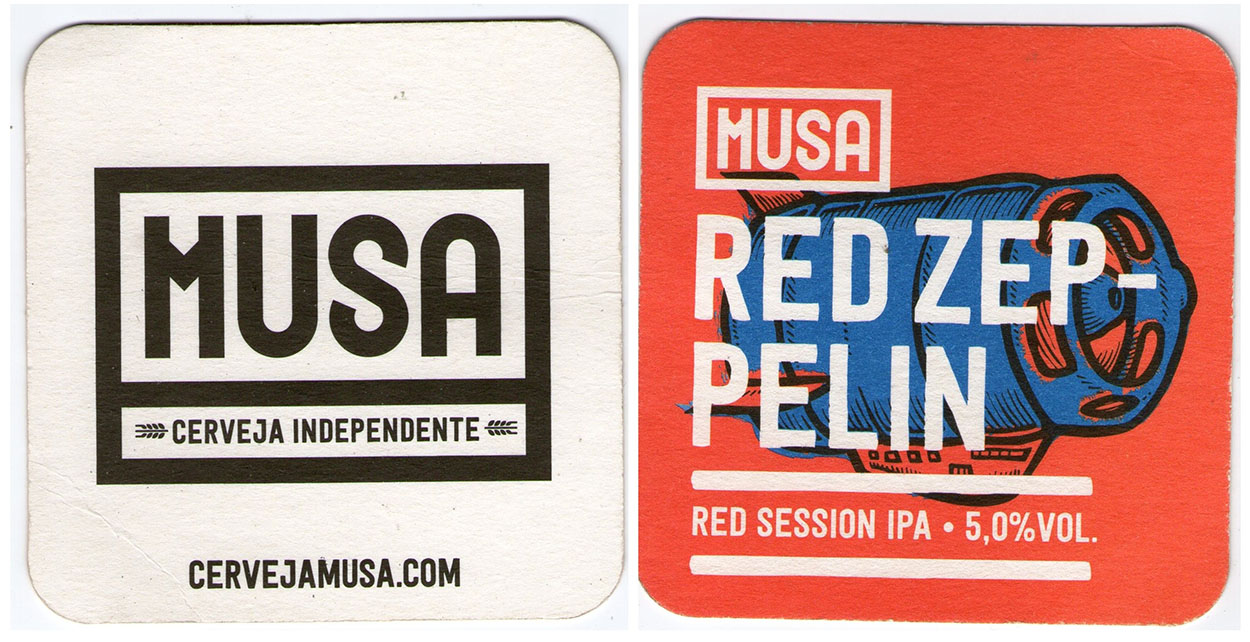 MUSA
CERVEJA INDEPENDENTE
CERVEJAMUSA.COM
MUSA
RED ZEP-
PELIN
RED SESSION IPA • 5,0%VOL.